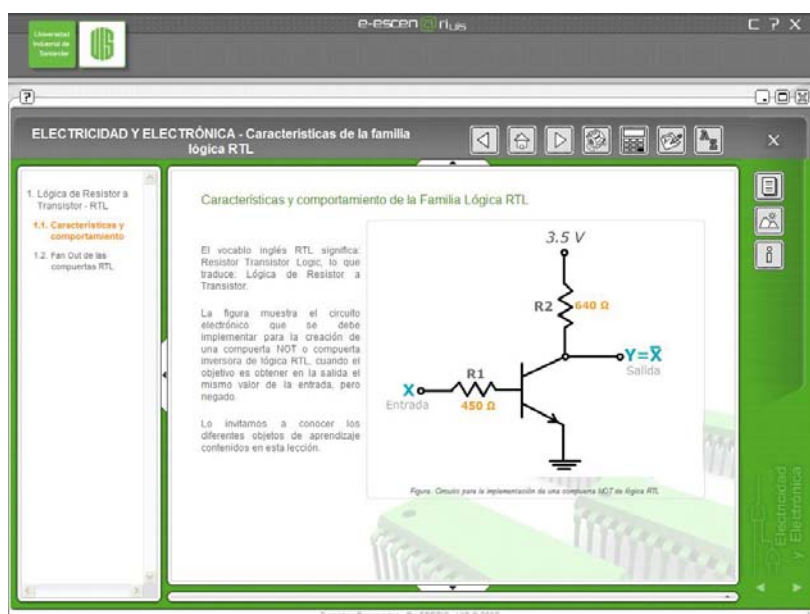 Universidad
Industrial de
Santander
UIS
e-escen@ri UIS
C ? X
?
ELECTRICIDAD Y ELECTRÓNICA - Características de la familia
lógica RTL
X
1. Lógica de Resistor a
Transistor - RTL
1.1. Características y
comportamiento
1.2. Fan Out de las
compuertas RTL
Características y comportamiento de la Familia Lógica RTL
El vocablo inglés RTL significa:
Resistor Transistor Logic, lo que
traduce: Lógica de Resistor a
Transistor.
La figura muestra el circuito
electrónico que se debe
implementar para la creación de
una compuerta NOT o compuerta
inversora de lógica RTL, cuando el
objetivo es obtener en la salida el
mismo valor de la entrada, pero
negado.
Lo invitamos a conocer los
diferentes objetos de aprendizaje
contenidos en esta lección.
3.5 V
R2
640 Ω
Y=X̅
Salida
R1
X
Entrada
450 Ω
Figura. Circuito para la implementación de una compuerta NOT de lógica RTL
Electricidad
y Electrónica